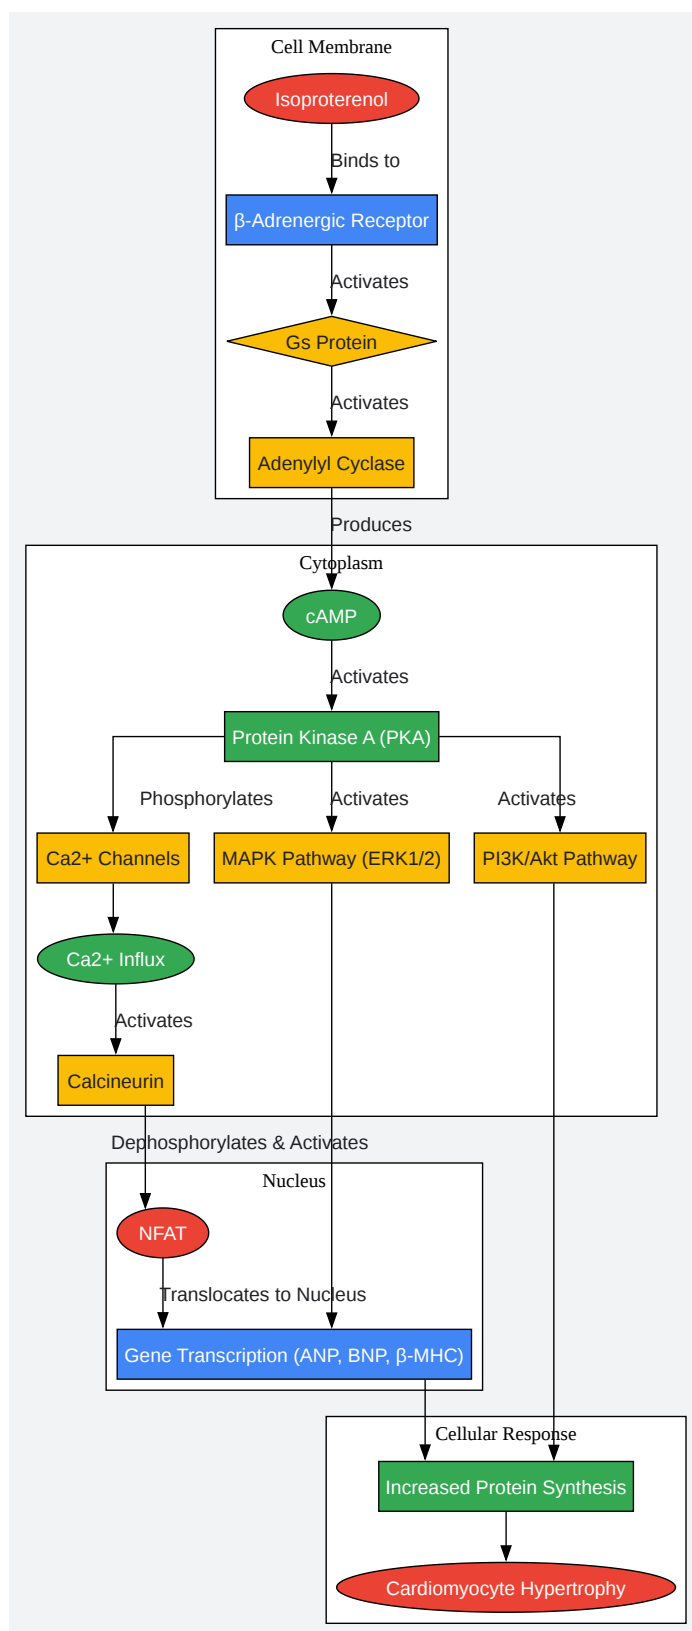 Cell Membrane
Isoproterenol
Binds to
β-Adrenergic Receptor
Activates
Gs Protein
Activates
Adenylyl Cyclase
Produces
Cytoplasm
cAMP
Activates
Protein Kinase A (PKA)
Phosphorylates
Activates
Activates
Ca2+ Channels
MAPK Pathway (ERK1/2)
PI3K/Akt Pathway
Ca2+ Influx
Activates
Calcineurin
Dephosphorylates & Activates
Nucleus
NFAT
Translocates to Nucleus
Gene Transcription (ANP, BNP, β-MHC)
Cellular Response
Increased Protein Synthesis
Cardiomyocyte Hypertrophy